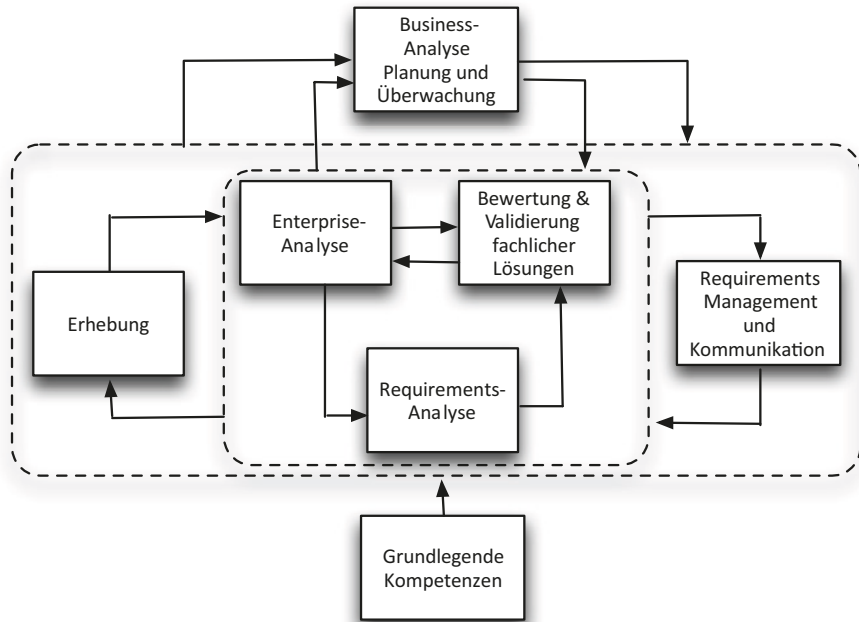 Business-
Analyse
Planung und
Überwachung
Enterprise-
Analyse
Bewertung &
Validierung
fachlicher
Lösungen
Erhebung
Requirements
Management
und
Kommunikation
Requirements-
Analyse
Grundlegende
Kompetenzen